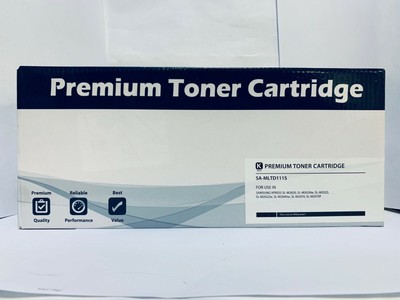 Premium Toner Cartridge
K PREMIUM TONER CARTRIDGE
SA-MLTD111S
FOR USE IN
Premium Quality
Reliable Performance
Best Value